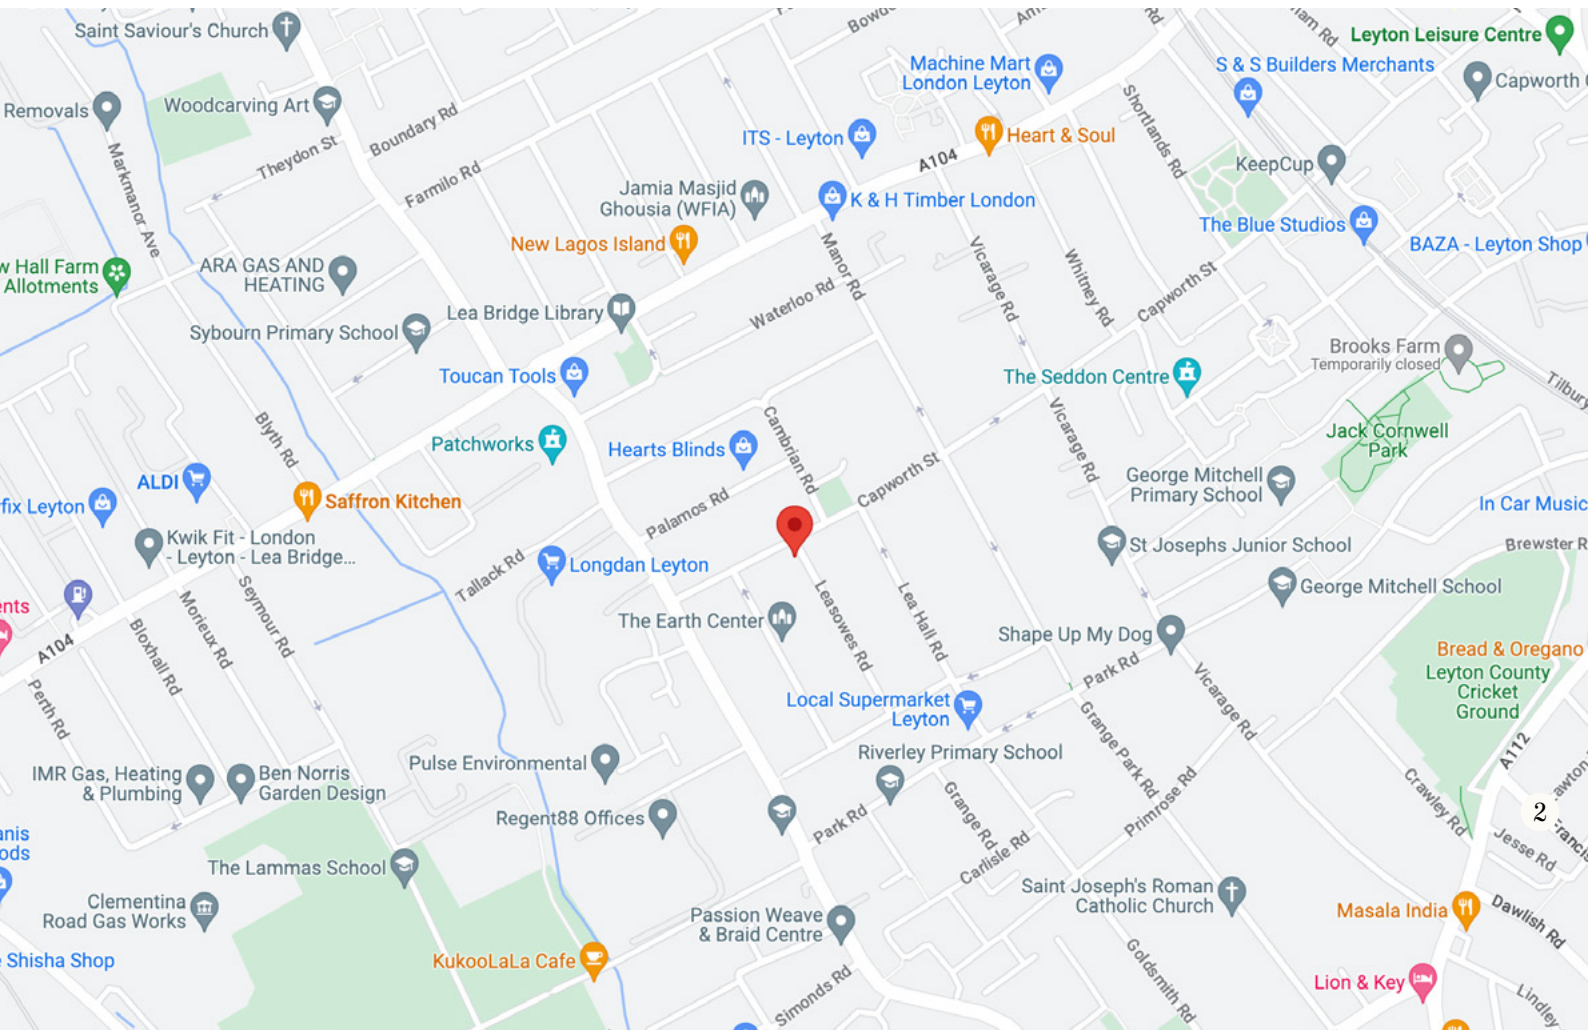 Saint Saviour's Church
Bowd
Rd
am Rd
Leyton Leisure Centre
Machine Mart
London Leyton
S & S Builders Merchants
Capworth
Removals
Woodcarving Art
Boundary Rd
Theydon St
Markmanor Ave
Farmilo Rd
ITS - Leyton
A104
Heart & Soul
Shortlands Rd
KeepCup
Jamia Masjid
Ghousia (WFIA)
K & H Timber London
The Blue Studios
BAZA - Leyton Shop
New Lagos Island
Manor Rd
Vicarage Rd
Whitney Rd
Capworth St
w Hall Farm
Allotments
ARA GAS AND
HEATING
Lea Bridge Library
Waterloo Rd
Sybourn Primary School
Brooks Farm
Temporarily closed
Toucan Tools
The Seddon Centre
Tilbury
Blyth Rd
Patchworks
Hearts Blinds
Cambrian Rd
Vicarage Rd
Jack Cornwell
Park
ALDI
Saffron Kitchen
Palamos Rd
Capworth St
George Mitchell
Primary School
fix Leyton
In Car Music
Kwik Fit - London
- Leyton - Lea Bridge...
Tallack Rd
Longdan Leyton
St Josephs Junior School
Brewster R
Morieux Rd
Seymour Rd
Leasowes Rd
Lea Hall Rd
George Mitchell School
ents
A104
Bloxhall Rd
The Earth Center
Shape Up My Dog
Park Rd
Bread & Oregano
Leyton County
Cricket
Ground
Perth Rd
Local Supermarket
Leyton
Vicarage Rd
Grange Park Rd
A112
Riverley Primary School
Pulse Environmental
IMR Gas, Heating
& Plumbing
Ben Norris
Garden Design
Grange Rd
Primrose Rd
Crawley Rd
awton
2
Francis
Regent88 Offices
Park Rd
anis
ods
Carlisle Rd
Jesse Rd
The Lammas School
Clementina
Road Gas Works
Passion Weave
& Braid Centre
Saint Joseph's Roman
Catholic Church
Masala India
Dawlish Rd
Shisha Shop
KukooLaLa Cafe
Simonds Rd
Goldsmith Rd
Lion & Key
Lindley